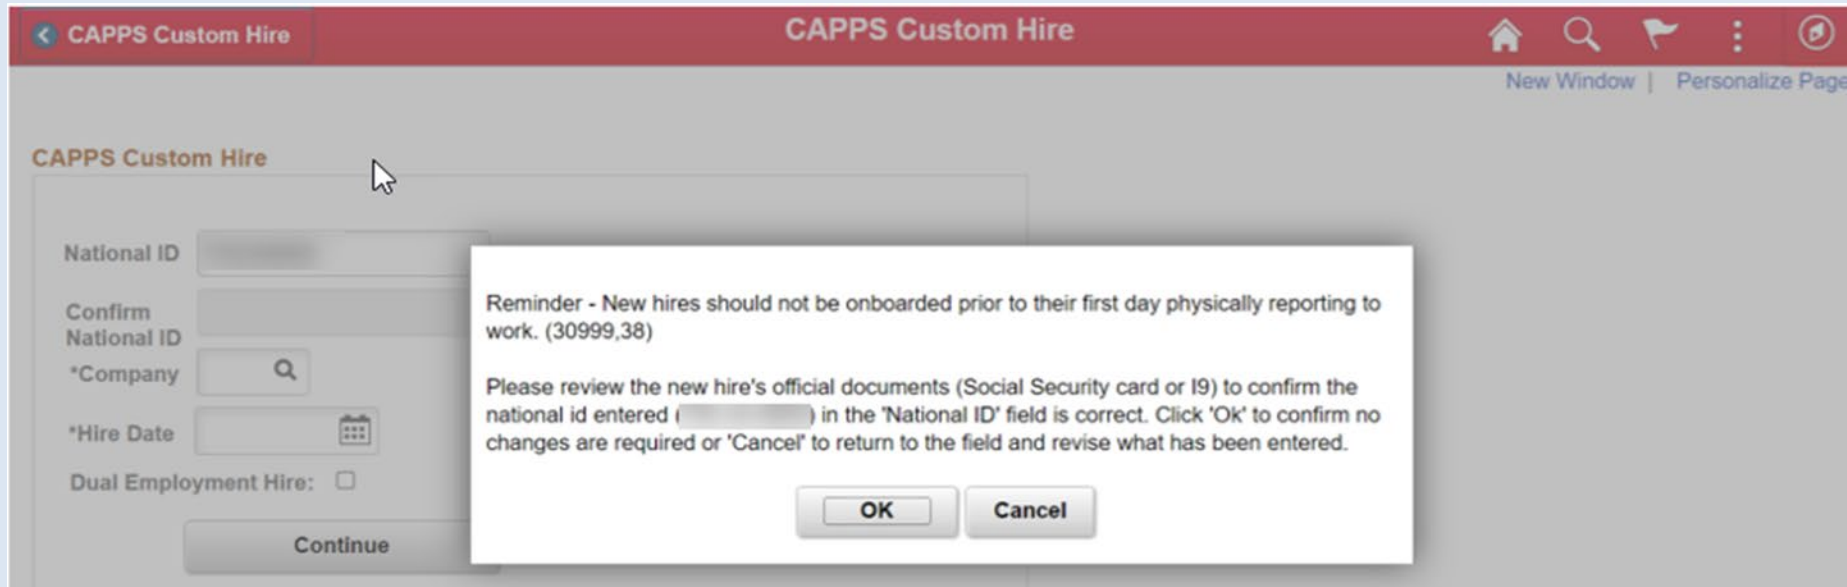 CAPPS Custom Hire
CAPPS Custom Hire
New Window | Personalize Page
CAPPS Custom Hire
National ID
Confirm
National ID
*Company
*Hire Date
Dual Employment Hire:
Continue
Reminder - New hires should not be onboarded prior to their first day physically reporting to
work. (30999,38)
Please review the new hire's official documents (Social Security card or I9) to confirm the
national id entered ( ) in the 'National ID' field is correct. Click 'Ok' to confirm no
changes are required or 'Cancel' to return to the field and revise what has been entered.
OK
Cancel